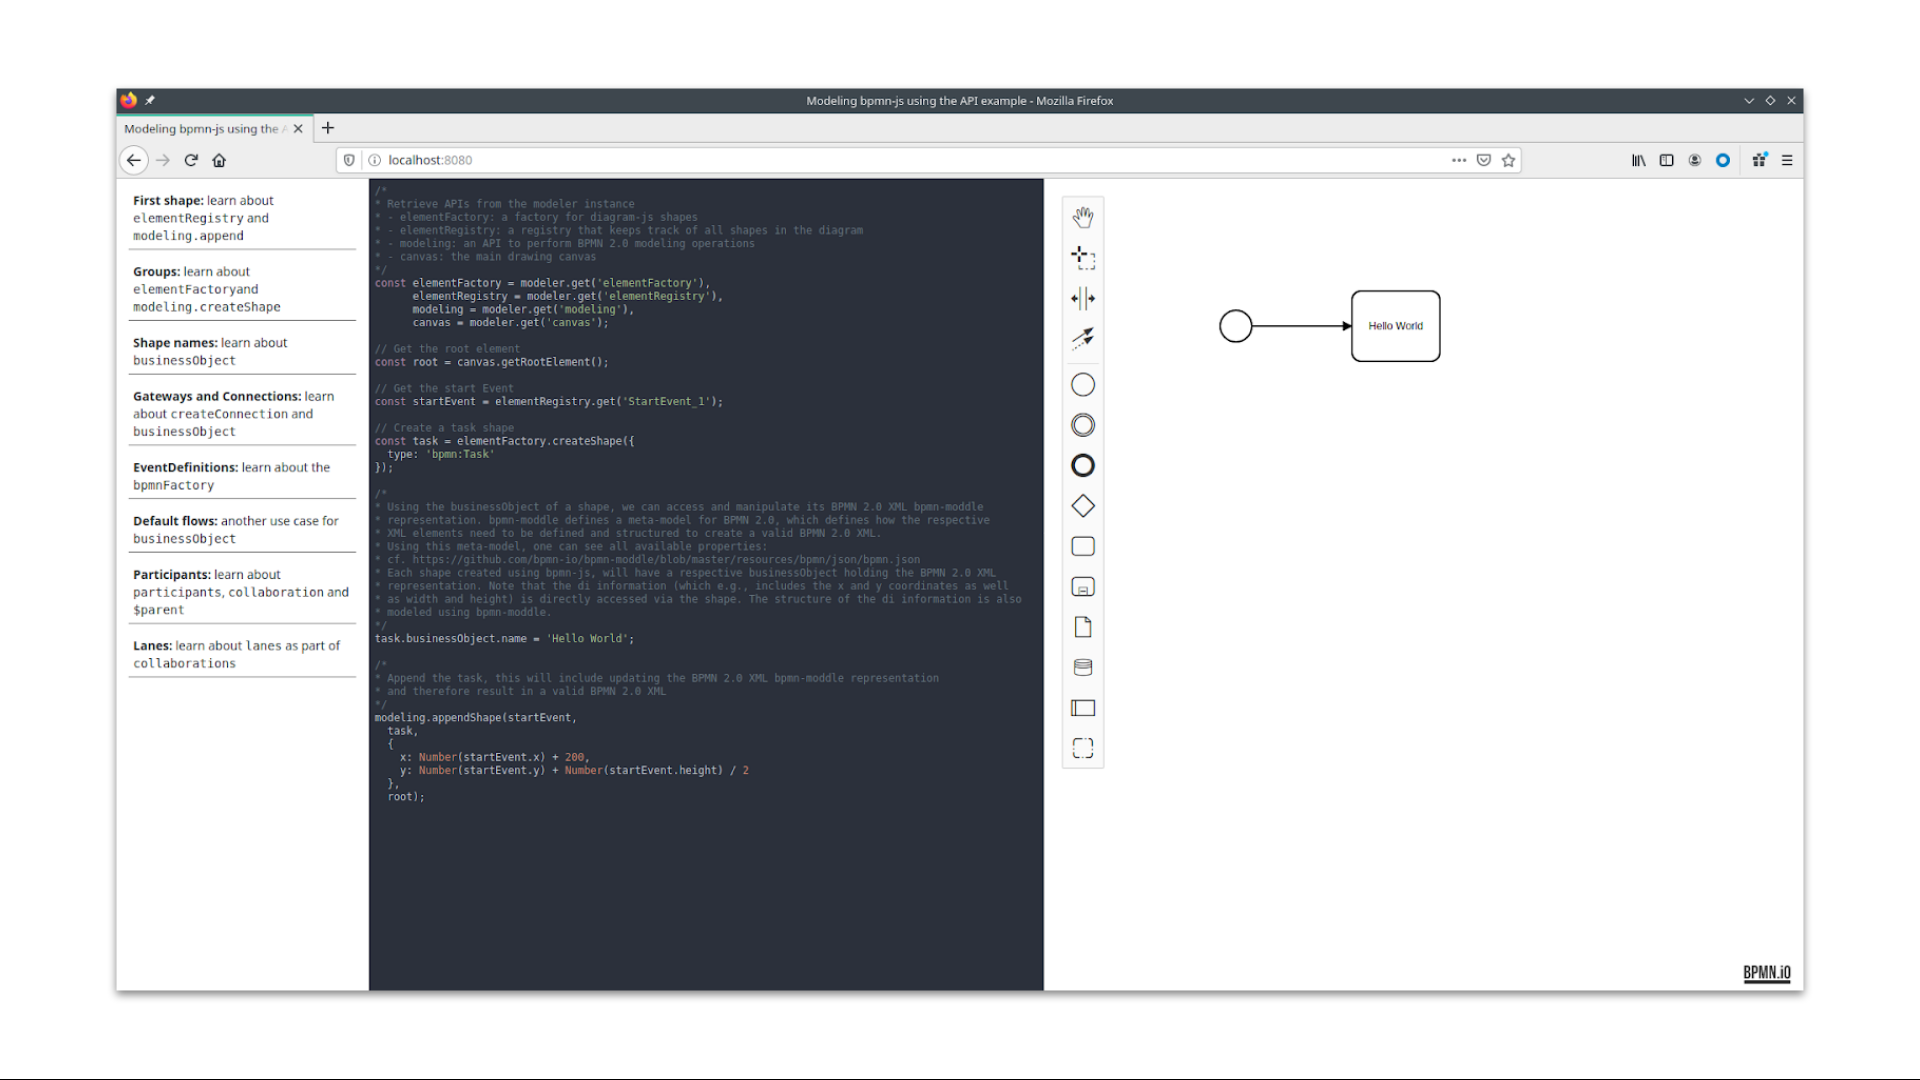 Modeling bpmn-js using the API example - Mozilla Firefox
Modeling bpmn-js using the A
localhost:8080
First shape: learn about
elementRegistry and
modeling.append
Groups: learn about
elementFactoryand
modeling.createShape
Shape names: learn about
businessObject
Gateways and Connections: learn
about createConnection and
businessObject
EventDefinitions: learn about the
bpmnFactory
Default flows: another use case for
businessObject
Participants: learn about
participants, collaboration and
$parent
Lanes: learn about lanes as part of
collaborations
/*
* Retrieve APIs from the modeler instance
* - elementFactory: a factory for diagram-js shapes
* - elementRegistry: a registry that keeps track of all shapes in the diagram
* - modeling: an API to perform BPMN 2.0 modeling operations
* - canvas: the main drawing canvas
*/
const elementFactory = modeler.get('elementFactory'),
elementRegistry = modeler.get('elementRegistry'),
modeling = modeler.get('modeling'),
canvas = modeler.get('canvas');
// Get the root element
const root = canvas.getRootElement();
// Get the start Event
const startEvent = elementRegistry.get('StartEvent_1');
// Create a task shape
const task = elementFactory.createShape({
type: 'bpmn:Task'
});
/*
* Using the businessObject of a shape, we can access and manipulate its BPMN 2.0 XML bpmn-moddle
* representation. bpmn-moddle defines a meta-model for BPMN 2.0, which defines how the respective
* XML elements need to be defined and structured to create a valid BPMN 2.0 XML.
* Using this meta-model, one can see all available properties:
* cf. https://github.com/bpmn-io/bpmn-moddle/blob/master/resources/bpmn/json/bpmn.json
* Each shape created using bpmn-js, will have a respective businessObject holding the BPMN 2.0 XML
* representation. Note that the di information (which e.g., includes the x and y coordinates as well
* as width and height) is directly accessed via the shape. The structure of the di information is also
* modeled using bpmn-moddle.
*/
task.businessObject.name = 'Hello World';
/*
* Append the task, this will include updating the BPMN 2.0 XML bpmn-moddle representation
* and therefore result in a valid BPMN 2.0 XML
*/
modeling.appendShape(startEvent,
task,
{
x: Number(startEvent.x) + 200,
y: Number(startEvent.y) + Number(startEvent.height) / 2
},
root);
Hello World
BPMN.iO